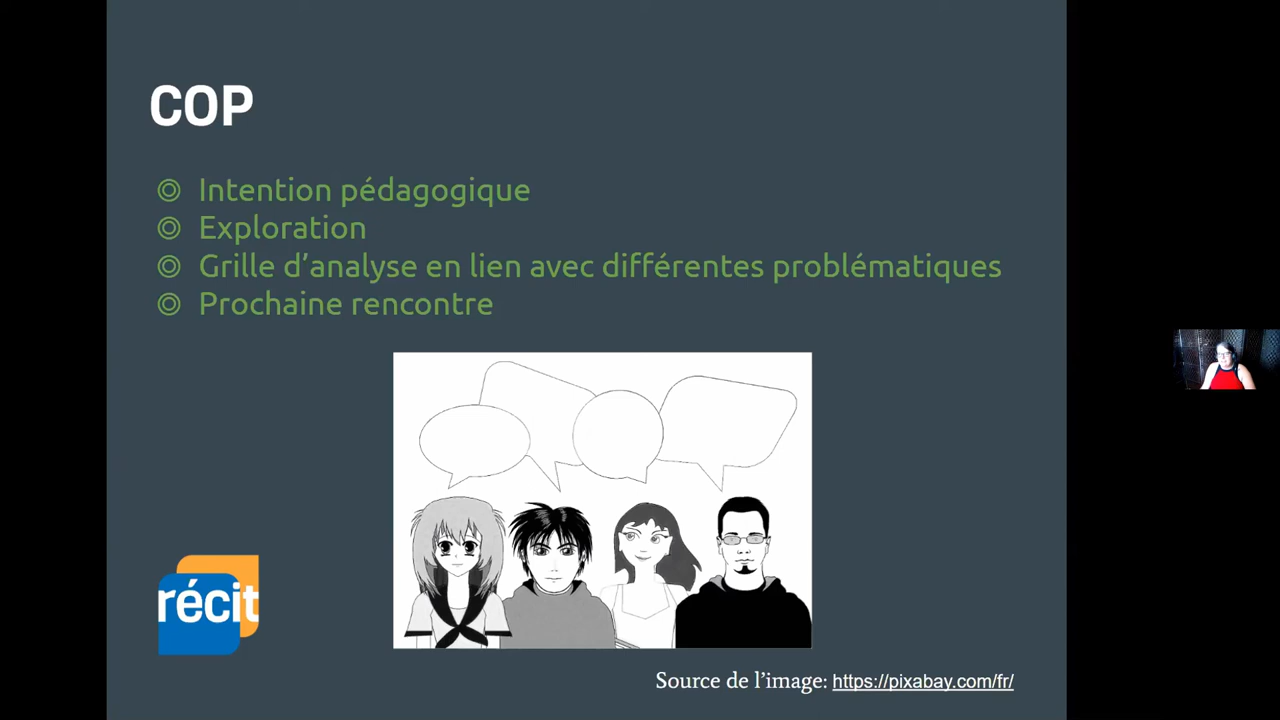 COP
Intention pédagogique
Exploration
Grille d’analyse en lien avec différentes problématiques
Prochaine rencontre
récit
Source de l’image: https://pixabay.com/fr/